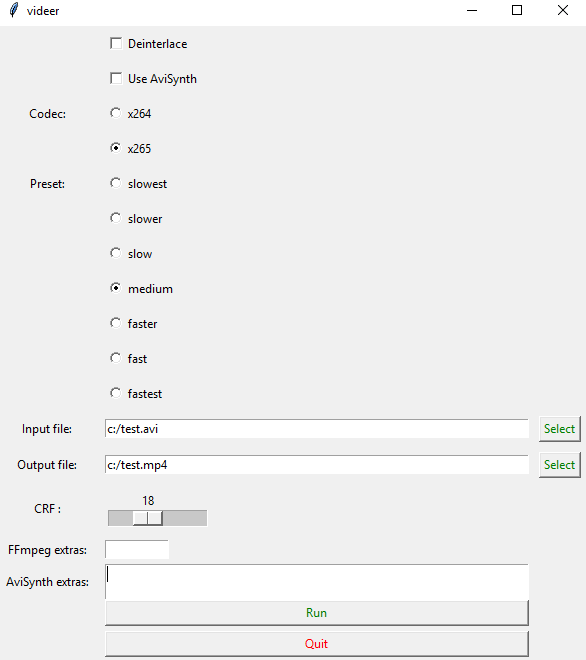 videer
Deinterlace
Use AviSynth
Codec: x264
x265
Preset: slowest
slower
slow
medium
faster
fast
fastest
Input file: c:/test.avi Select
Output file: c:/test.mp4 Select
18
CRF :
FFmpeg extras:
AviSynth extras:
Run
Quit